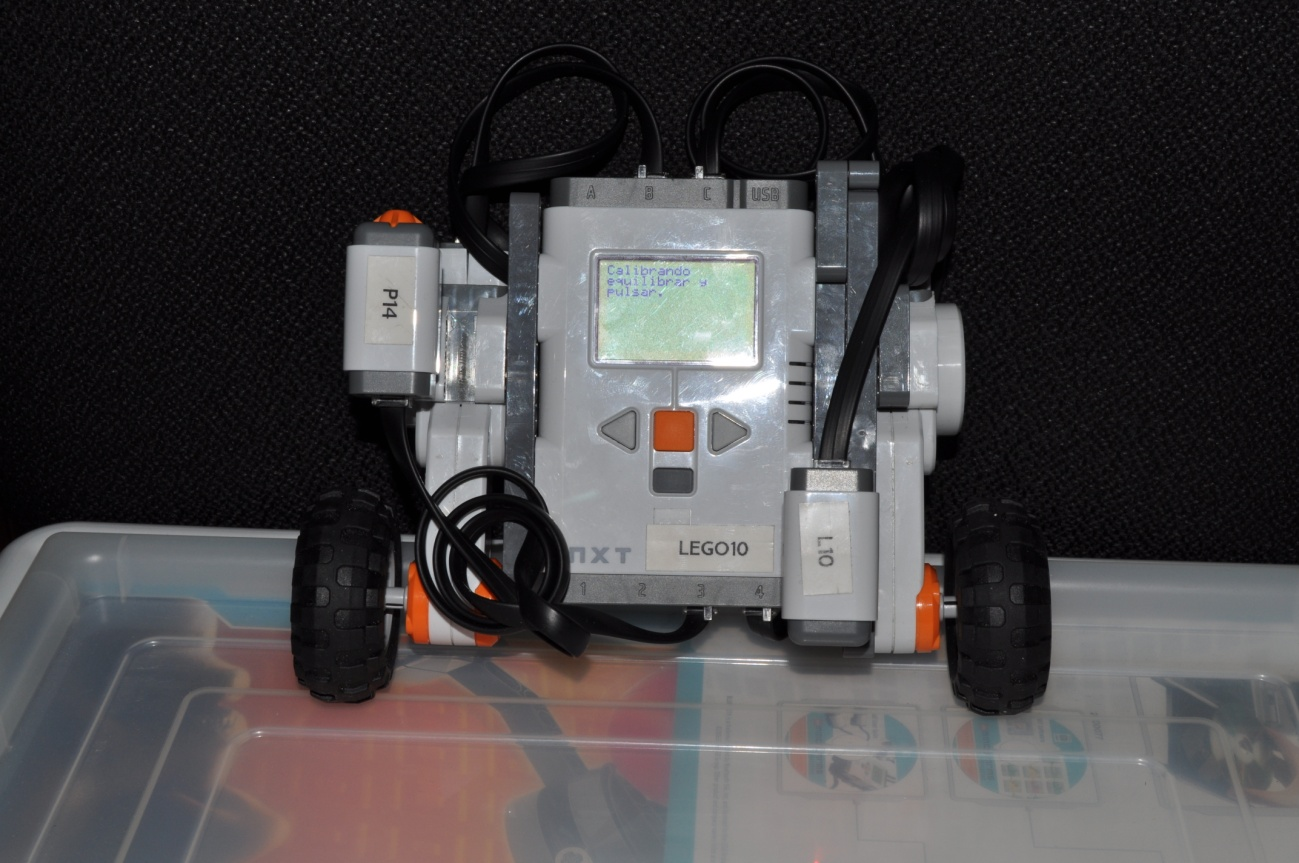 A B C USB
Calibrando
equilibrar y
pulsar.
P14
L10
NXT
LEGO10
1 2 3 4